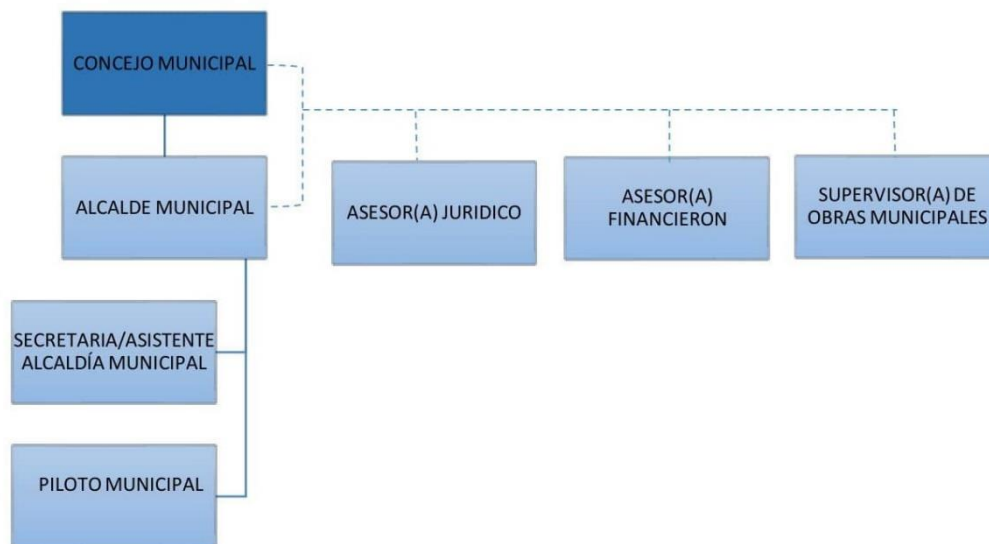 CONCEJO MUNICIPAL
ALCALDE MUNICIPAL
ASESOR(A) JURIDICO
ASESOR(A)
FINANCIERON
SUPERVISOR(A) DE
OBRAS MUNICIPALES
SECRETARIA/ASISTENTE
ALCALDÍA MUNICIPAL
PILOTO MUNICIPAL